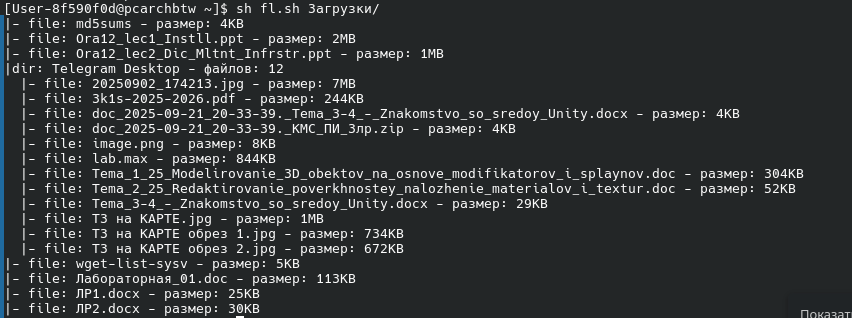 [User-8f590f0d@pcarchbtw ~]$ sh fl.sh Загрузки/
|- file: md5sums - размер: 4KB
|- file: Ora12_lec1_Instll.ppt - размер: 2MB
|- file: Ora12_lec2_Dic_Mltnt_Infrstr.ppt - размер: 1MB
|dir: Telegram Desktop - файлов: 12
  |- file: 20250902_174213.jpg - размер: 7MB
  |- file: 3k1s-2025-2026.pdf - размер: 244KB
  |- file: doc_2025-09-21_20-33-39._Tema_3-4_-_Znakomstvo_so_sredoy_Unity.docx - размер: 4KB
  |- file: doc_2025-09-21_20-33-39._КМС_ПИ_3лр.zip - размер: 4KB
  |- file: image.png - размер: 8KB
  |- file: lab.max - размер: 844KB
  |- file: Tema_1_25_Modelirovanie_3D_obektov_na_osnove_modifikatorov_i_splaynov.doc - размер: 304KB
  |- file: Tema_2_25_Redaktirovanie_poverkhnostey_nalozhenie_materialov_i_textur.doc - размер: 52KB
  |- file: Tema_3-4_-_Znakomstvo_so_sredoy_Unity.docx - размер: 29KB
  |- file: ТЗ на КАРТЕ.jpg - размер: 1MB
  |- file: ТЗ на КАРТЕ обрез 1.jpg - размер: 734KB
  |- file: ТЗ на КАРТЕ обрез 2.jpg - размер: 672KB
|- file: wget-list-sysv - размер: 5KB
|- file: Лабораторная_01.doc - размер: 113KB
|- file: ЛР1.docx - размер: 25KB
|- file: ЛР2.docx - размер: 30KB